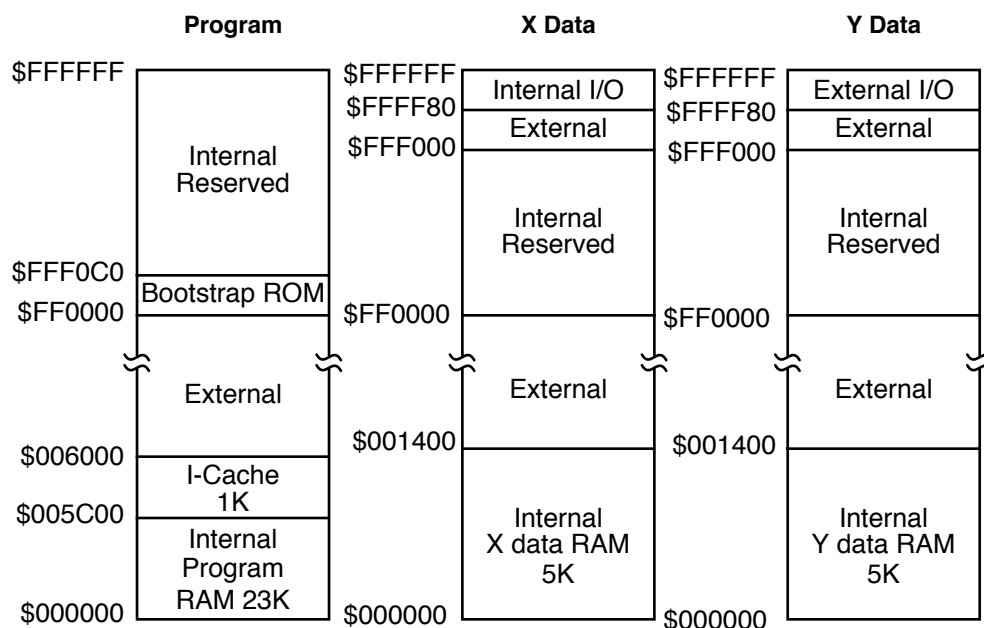 Program
$FFFFFF
Internal
Reserved
$FFF0C0
Bootstrap ROM
$FF0000
External
$006000
I-Cache
1K
$005C00
Internal
Program
RAM 23K
$000000
X Data
$FFFFFF
Internal I/O
$FFFF80
External
$FFF000
Internal
Reserved
$FF0000
External
$001400
Internal
X data RAM
5K
$000000
Y Data
$FFFFFF
External I/O
$FFFF80
External
$FFF000
Internal
Reserved
$FF0000
External
$001400
Internal
Y data RAM
5K
$000000